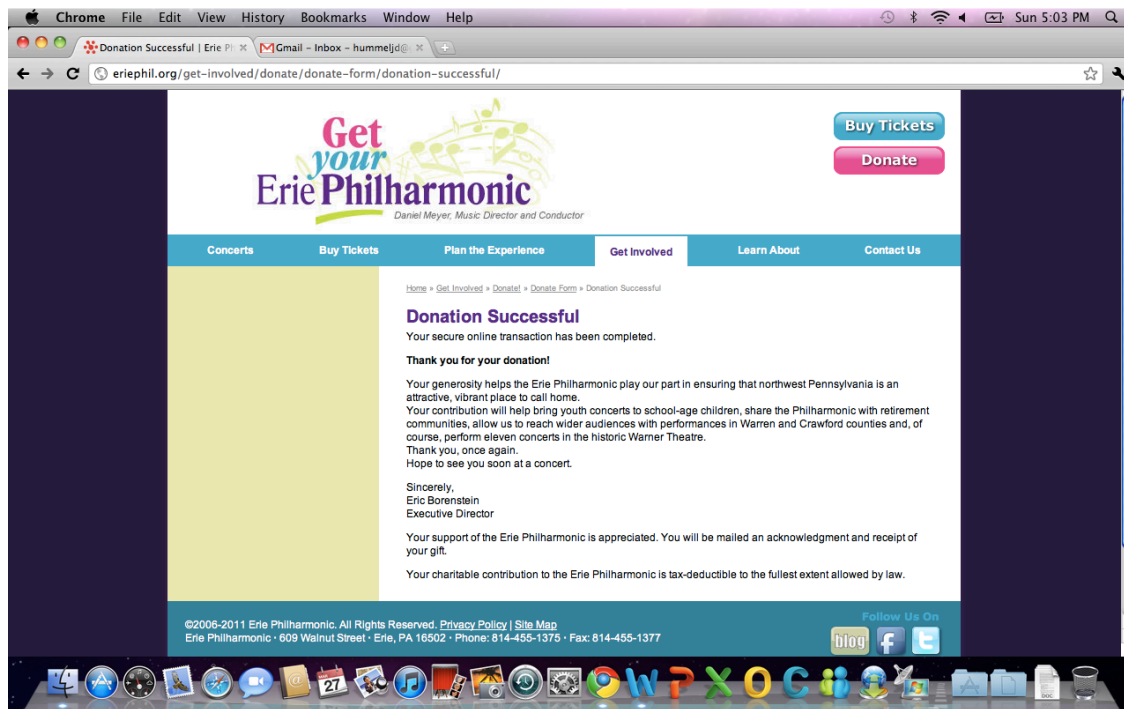 Chrome File Edit View History Bookmarks Window Help Sun 5:03 PM
Donation Successful | Erie Ph Gmail - Inbox - hummeljd@
eriephil.org/get-involved/donate/donate-form/donation-successful/
Get
your
Erie Philharmonic
Daniel Meyer, Music Director and Conductor
Buy Tickets
Donate
Concerts Buy Tickets Plan the Experience Get Involved Learn About Contact Us
Home » Get Involved » Donate! » Donate Form » Donation Successful
Donation Successful
Your secure online transaction has been completed.
Thank you for your donation!
Your generosity helps the Erie Philharmonic play our part in ensuring that northwest Pennsylvania is an
attractive, vibrant place to call home.
Your contribution will help bring youth concerts to school-age children, share the Philharmonic with retirement
communities, allow us to reach wider audiences with performances in Warren and Crawford counties and, of
course, perform eleven concerts in the historic Warner Theatre.
Thank you, once again.
Hope to see you soon at a concert.
Sincerely,
Eric Borenstein
Executive Director
Your support of the Erie Philharmonic is appreciated. You will be mailed an acknowledgment and receipt of
your gift.
Your charitable contribution to the Erie Philharmonic is tax-deductible to the fullest extent allowed by law.
©2006-2011 Erie Philharmonic. All Rights Reserved. Privacy Policy | Site Map
Erie Philharmonic · 609 Walnut Street · Erie, PA 16502 · Phone: 814-455-1375 · Fax: 814-455-1377
Follow Us On
blog
27
DOC